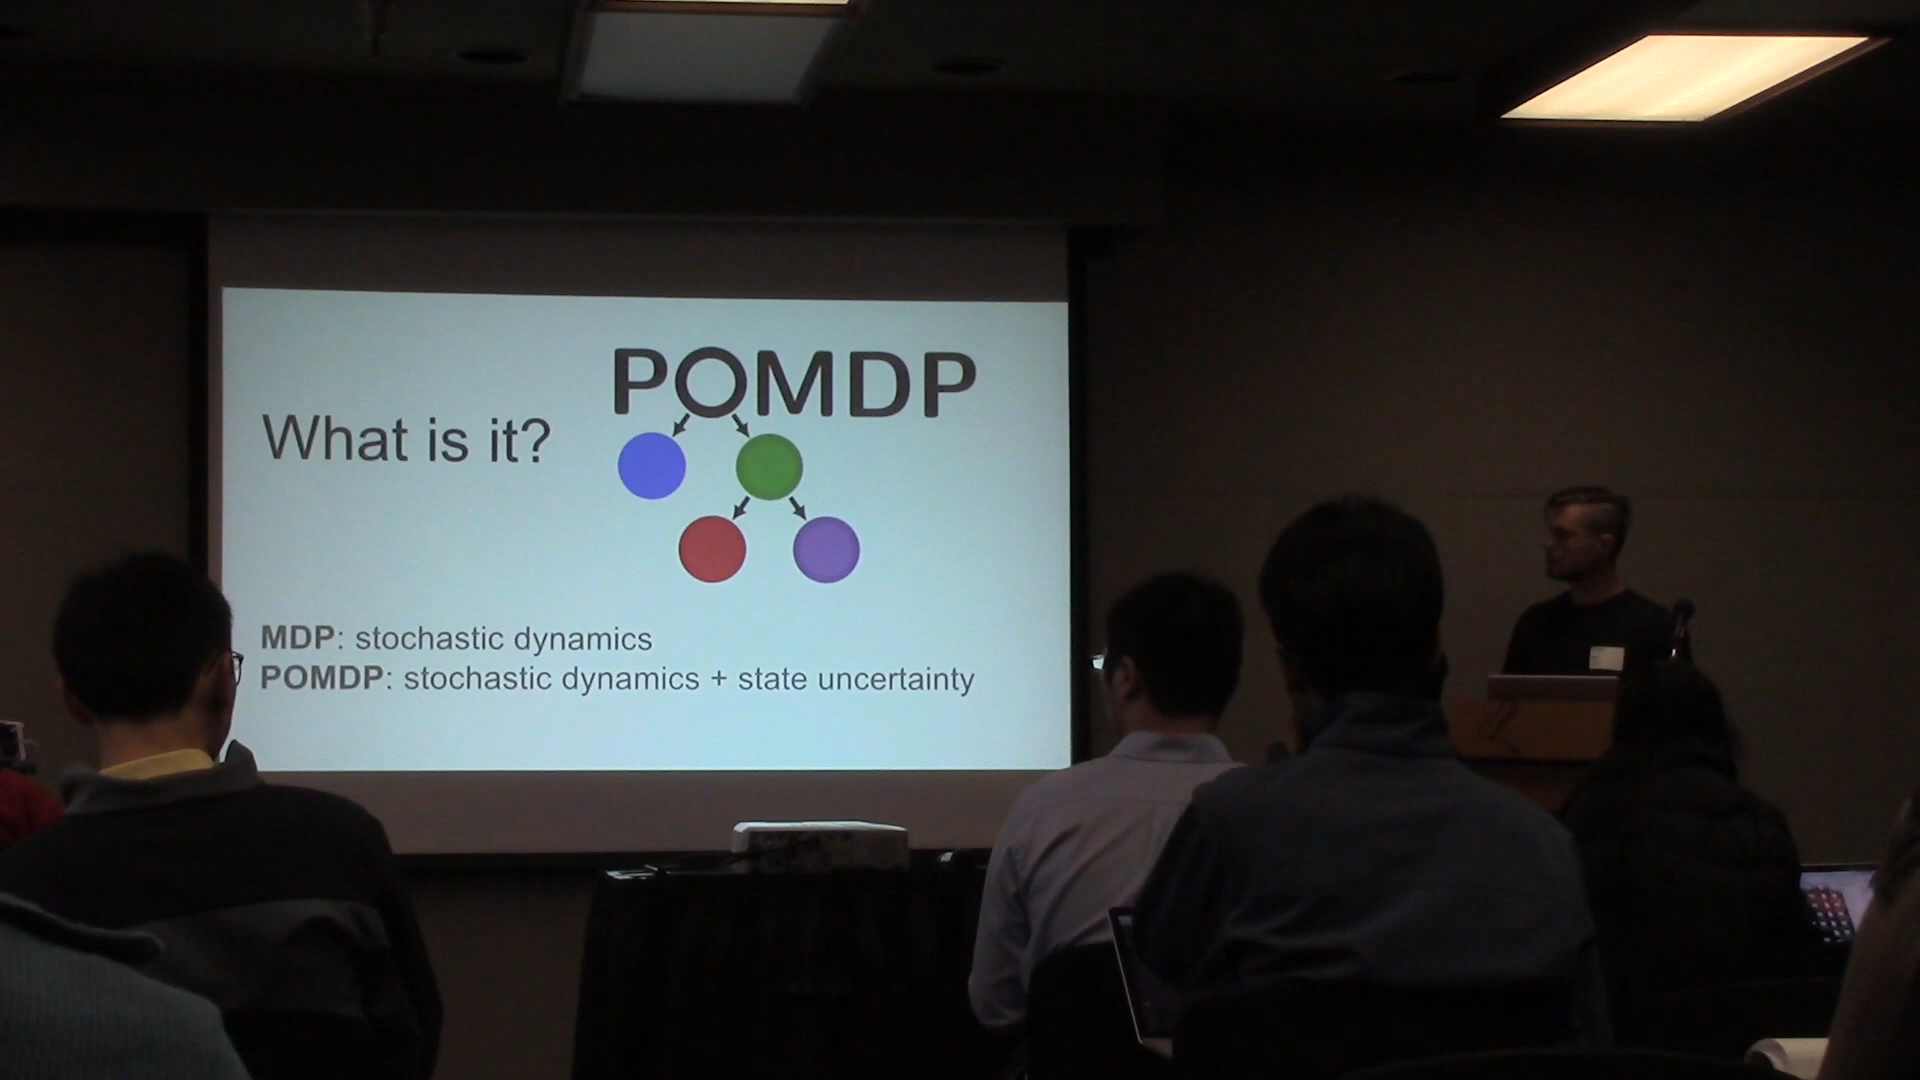 POMDP
What is it?
MDP: stochastic dynamics
POMDP: stochastic dynamics + state uncertainty